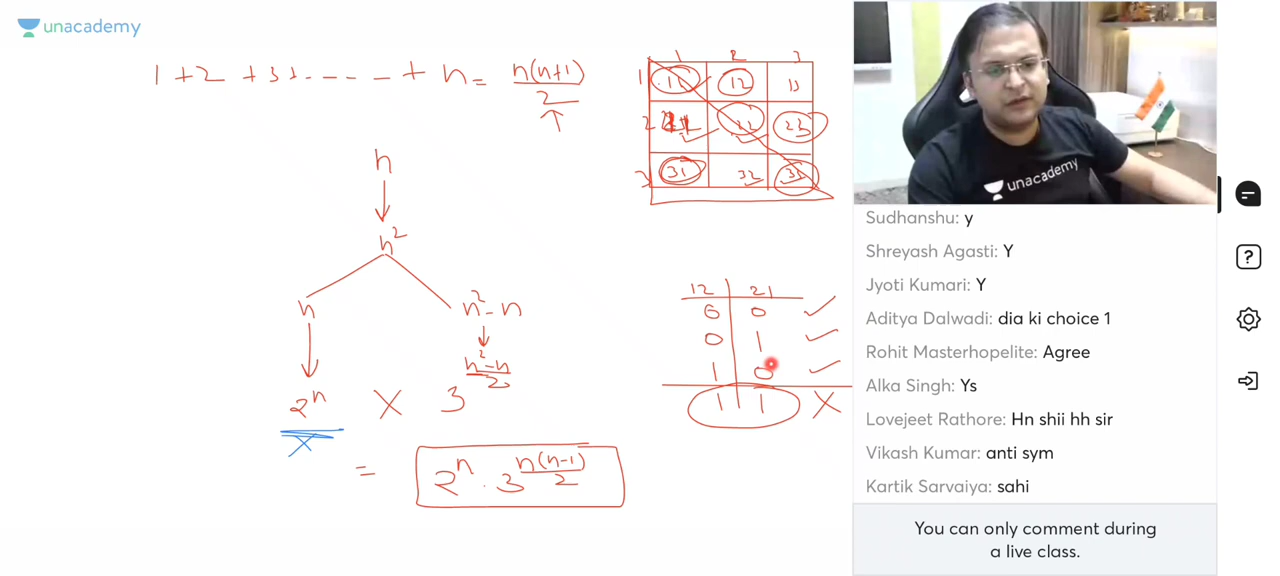 unacademy
1 + 2 + 33 ------ + n = n(n+1)/2
n
n²
n n²-n
(n²-n)/2
2ⁿ X 3
X
= 2ⁿ · 3^(n(n-1)/2)
1 2 3
1 11 12 13
2 21 22 23
3 31 32 33
12 21
0 0
0 1
1 0
1 1 X
unacademy
Sudhanshu: y
Shreyash Agasti: Y
Jyoti Kumari: Y
Aditya Dalwadi: dia ki choice 1
Rohit Masterhopelite: Agree
Alka Singh: Ys
Lovejeet Rathore: Hn shii hh sir
Vikash Kumar: anti sym
Kartik Sarvaiya: sahi
You can only comment during
a live class.